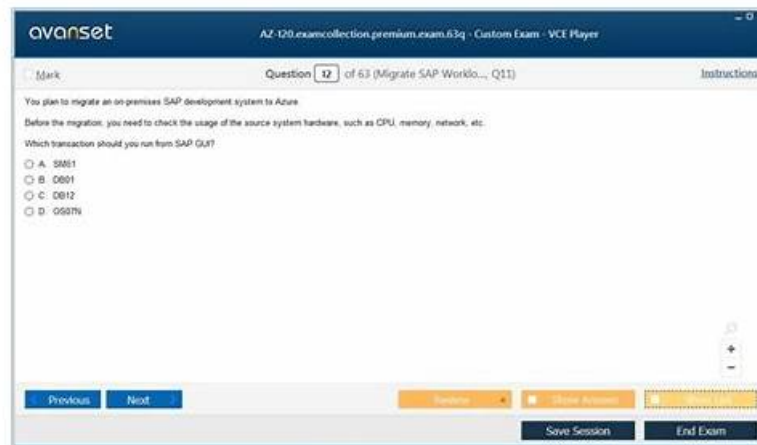 avanset
AZ-120.examcollection.premium.exam.63q - Custom Exam - VCE Player
Mark
Question 12 of 63 (Migrate SAP Worklo..., Q11)
Instructions
You plan to migrate an on-premises SAP development system to Azure
Before the migration, you need to check the usage of the source system hardware, such as CPU, memory, network, etc.
Which transaction should you run from SAP GUI?
A. SM51
B. DB01
C. DB12
D. OS07N
Previous
Next
Review
Show Answer
Save Session
End Exam